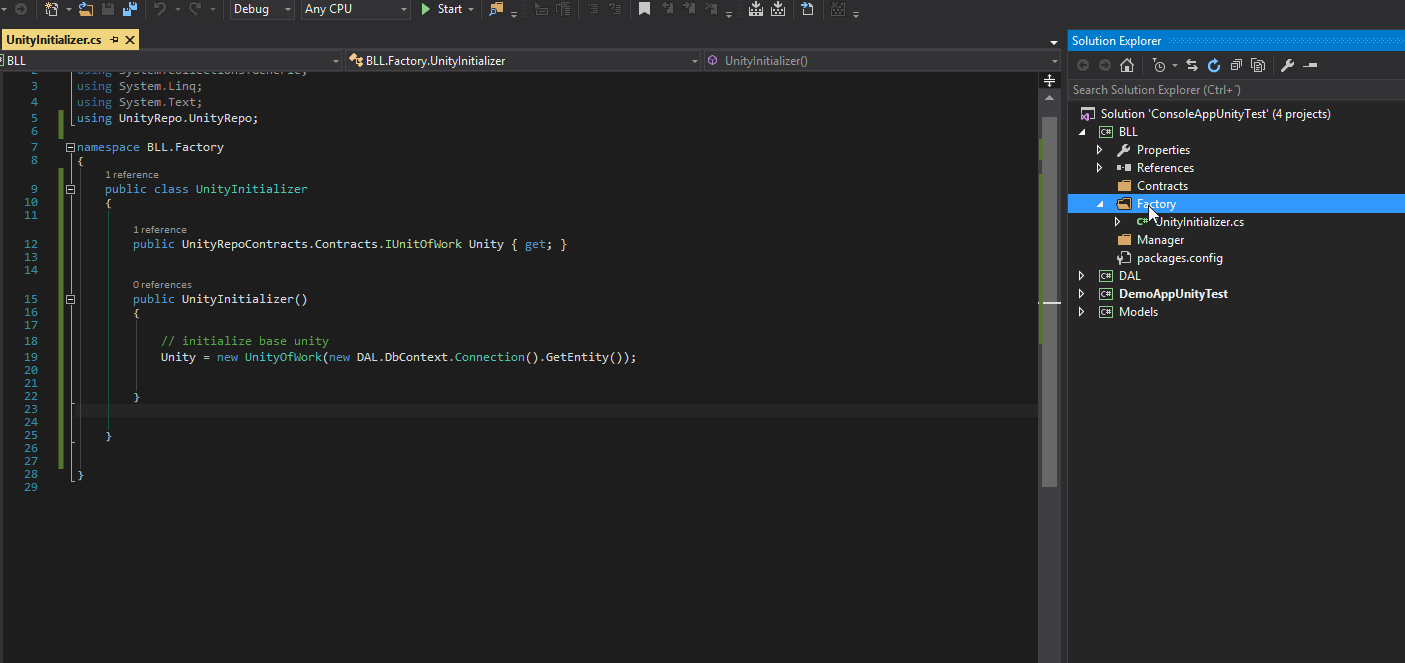 Debug Any CPU Start
UnityInitializer.cs
BLL BLL.Factory.UnityInitializer UnityInitializer()
2 using System.Collections.Generic;
3 using System.Linq;
4 using System.Text;
5 using UnityRepo.UnityRepo;
6
7 namespace BLL.Factory
8 {
1 reference
9 public class UnityInitializer
10 {
11
1 reference
12 public UnityRepoContracts.Contracts.IUnitOfWork Unity { get; }
13
14
0 references
15 public UnityInitializer()
16 {
17
18 // initialize base unity
19 Unity = new UnityOfWork(new DAL.DbContext.Connection().GetEntity());
20
21
22 }
23
24
25 }
26
27
28 }
29
Solution Explorer
Search Solution Explorer (Ctrl+¨)
Solution 'ConsoleAppUnityTest' (4 projects)
C# BLL
Properties
References
Contracts
Factory
C# UnityInitializer.cs
Manager
packages.config
C# DAL
C# DemoAppUnityTest
C# Models